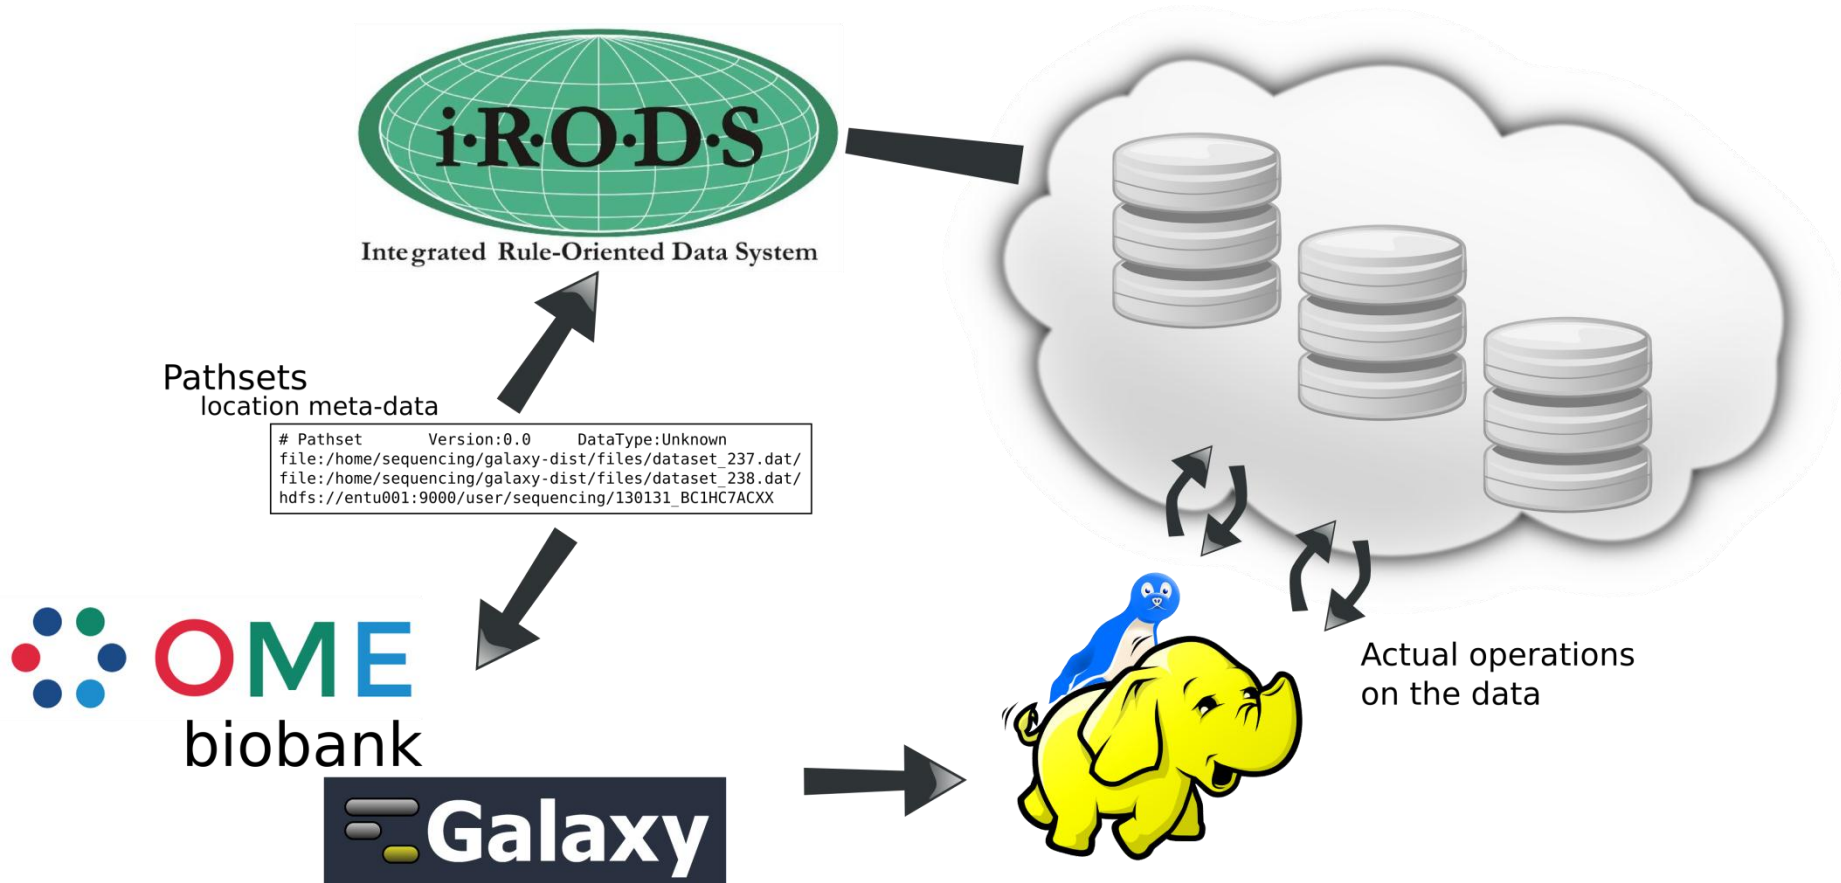 i·R·O·D·S
Integrated Rule-Oriented Data System
Pathsets
location meta-data
# Pathset Version:0.0 DataType:Unknown
file:/home/sequencing/galaxy-dist/files/dataset_237.dat/
file:/home/sequencing/galaxy-dist/files/dataset_238.dat/
hdfs://entu001:9000/user/sequencing/130131_BC1HC7ACXX
OME
biobank
Galaxy
Actual operations
on the data